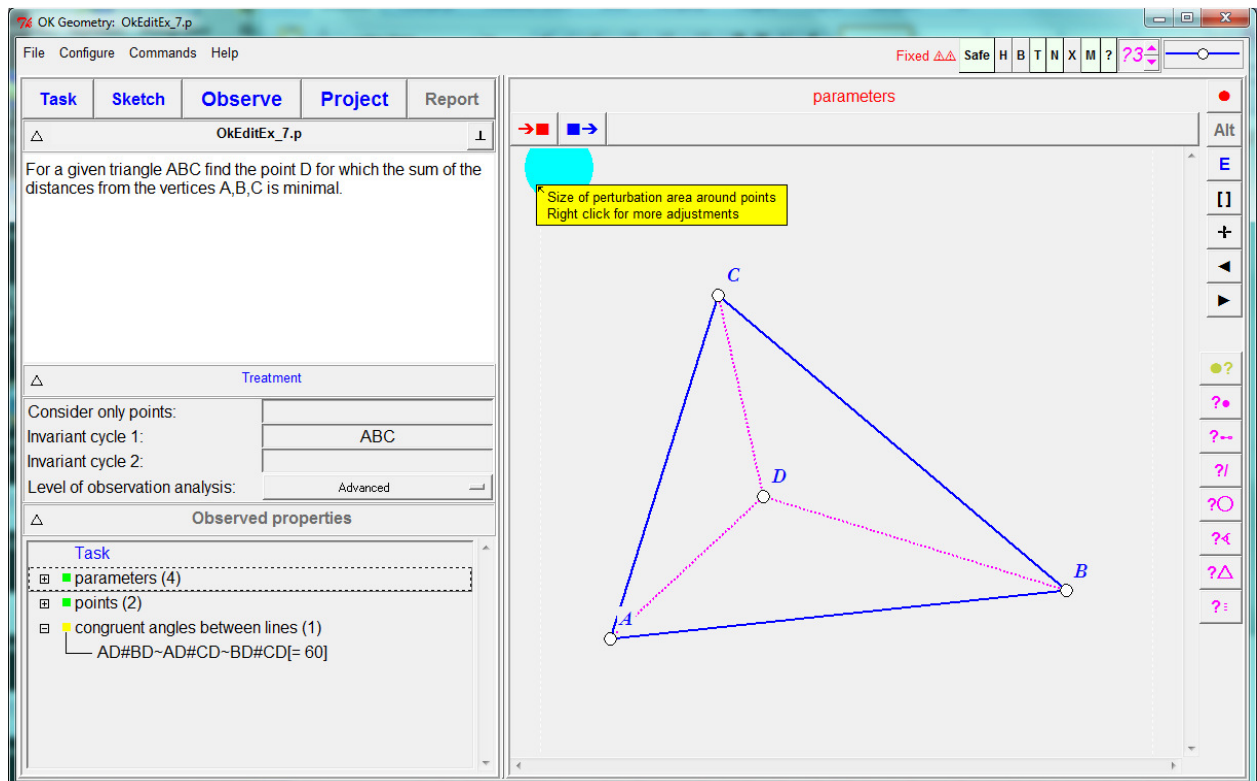 OK Geometry: OkEditEx_7.p
File Configure Commands Help
Fixed Safe H B T N X M ? ?3
Task Sketch Observe Project Report
parameters
OkEditEx_7.p
Alt
For a given triangle ABC find the point D for which the sum of the
distances from the vertices A,B,C is minimal.
E
[ ]
Size of perturbation area around points
Right click for more adjustments
C
Treatment
Consider only points:
Invariant cycle 1: ABC
Invariant cycle 2:
Level of observation analysis: Advanced
D
Observed properties
Task
parameters (4)
B
points (2)
congruent angles between lines (1)
A
AD#BD~AD#CD~BD#CD[= 60]